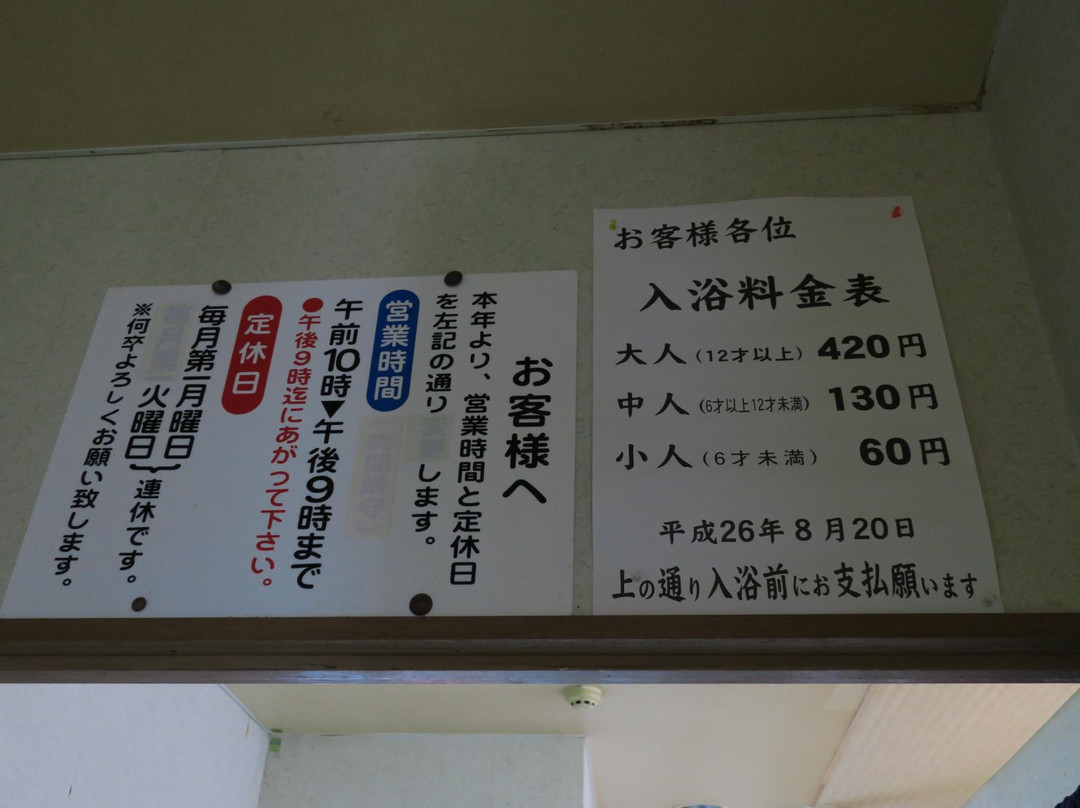 お客様へ
本年より、営業時間と定休日
を左記の通り　します。
営業時間
午前10時▼午後9時まで
●午後9時迄にあがって下さい。
定休日
毎月第一月曜日
火曜日}連休です。
※何卒よろしくお願い致します。
お客様各位
入浴料金表
大人（12才以上）420円
中人（6才以上12才未満）130円
小人（6才未満）60円
平成26年8月20日
上の通り入浴前にお支払願います